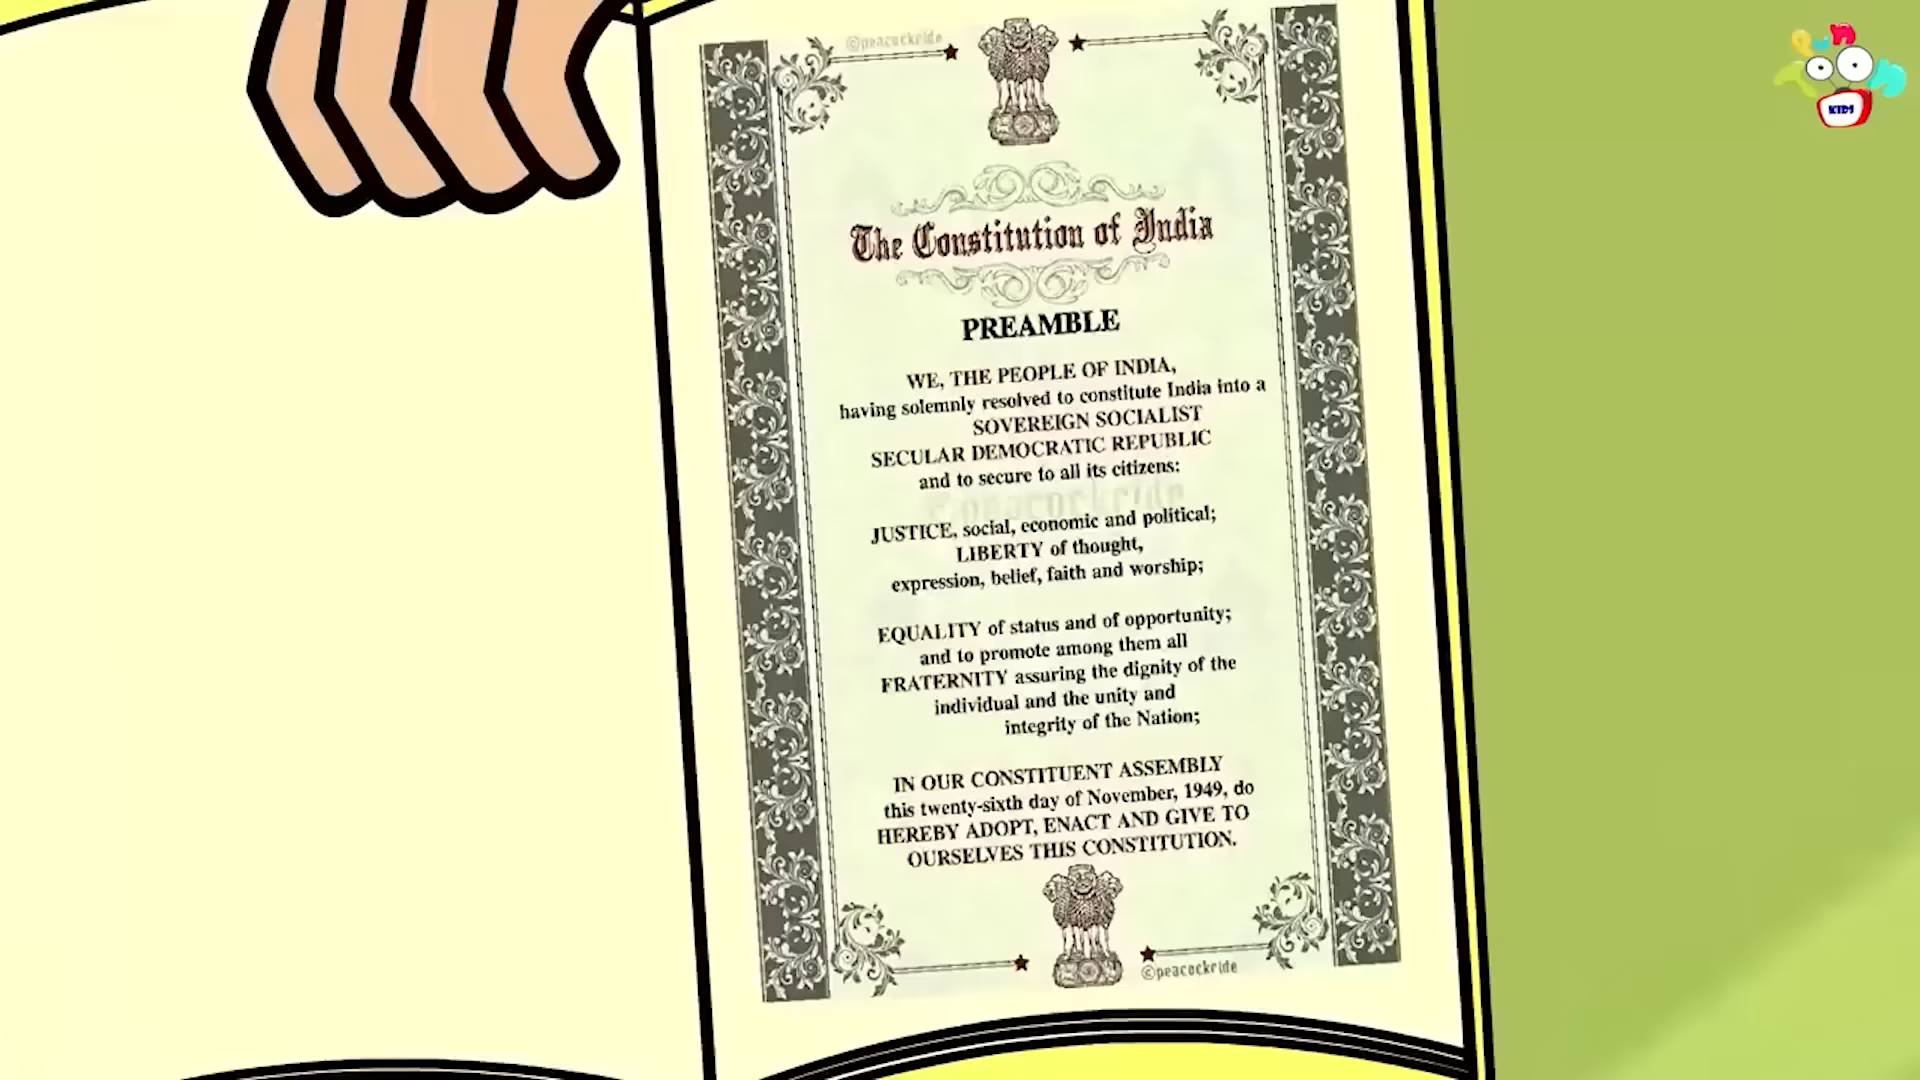 ©peacockride
KIDS
The Constitution of India
PREAMBLE
WE, THE PEOPLE OF INDIA,
having solemnly resolved to constitute India into a
SOVEREIGN SOCIALIST
SECULAR DEMOCRATIC REPUBLIC
and to secure to all its citizens:
©peacockride
JUSTICE, social, economic and political;
LIBERTY of thought,
expression, belief, faith and worship;
EQUALITY of status and of opportunity;
and to promote among them all
FRATERNITY assuring the dignity of the
individual and the unity and
integrity of the Nation;
IN OUR CONSTITUENT ASSEMBLY
this twenty-sixth day of November, 1949, do
HEREBY ADOPT, ENACT AND GIVE TO
OURSELVES THIS CONSTITUTION.
©peacockride